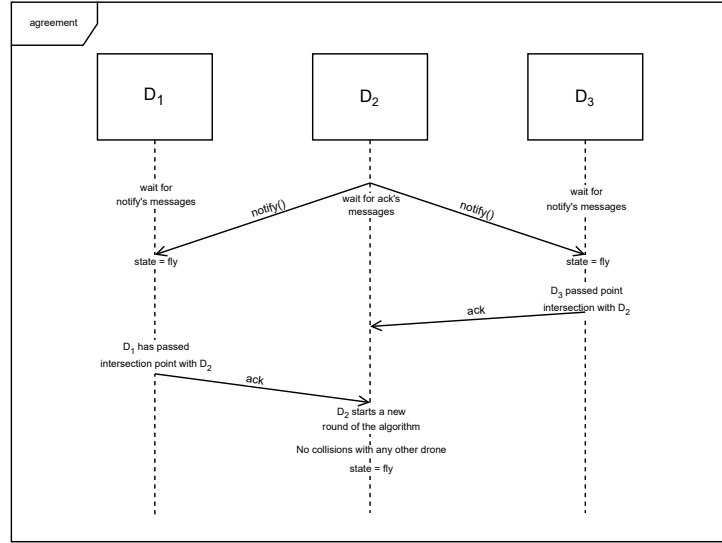 agreement
D1
D2
D3
wait for
notify's messages
notify()
wait for ack's
messages
notify()
wait for
notify's messages
state = fly
state = fly
D3 passed point
intersection with D2
ack
D1 has passed
intersection point with D2
ack
D2 starts a new
round of the algorithm
No collisions with any other drone
state = fly